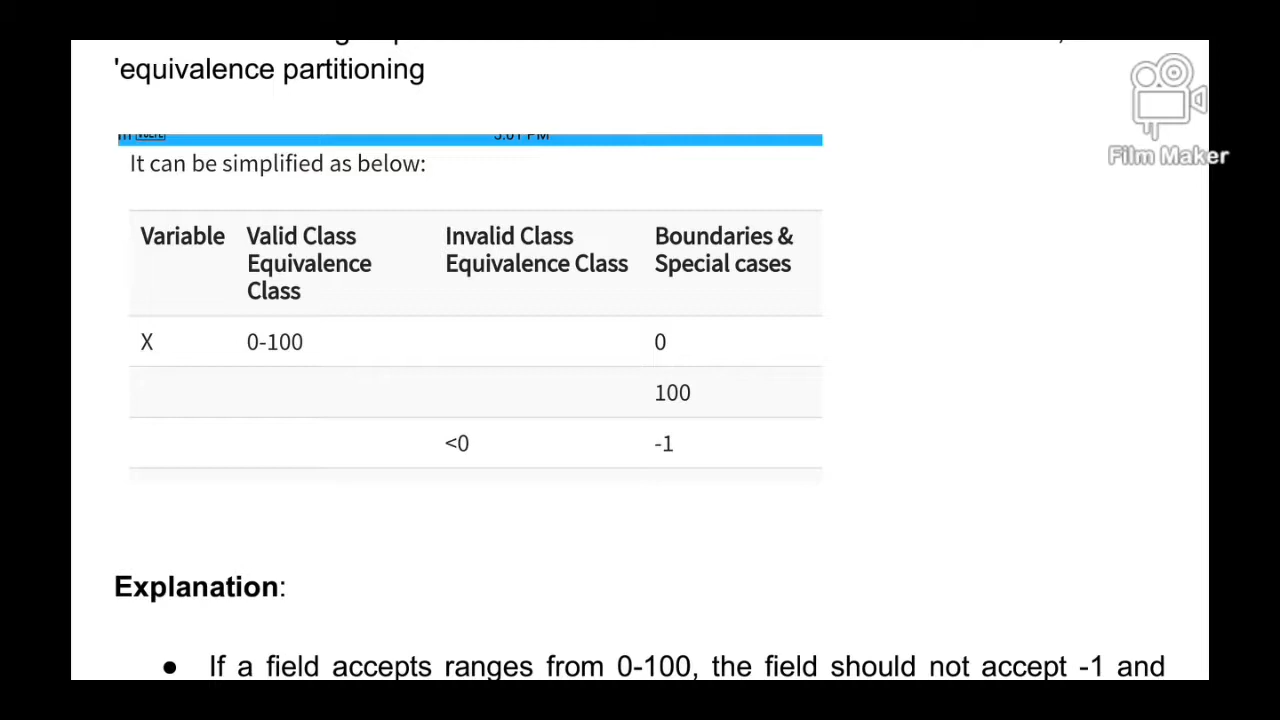 'equivalence partitioning
Film Maker
It can be simplified as below:
Variable Valid Class Equivalence Class Invalid Class Equivalence Class Boundaries & Special cases
X 0-100 0
100
<0 -1
Explanation:
● If a field accepts ranges from 0-100, the field should not accept -1 and